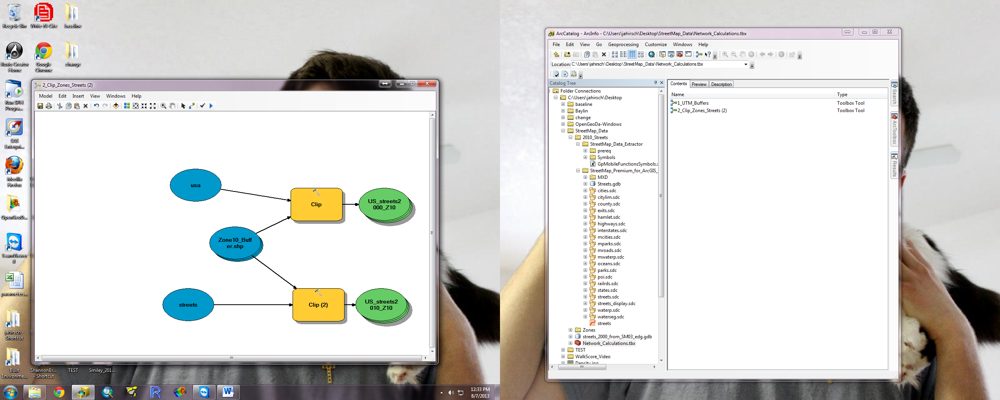 Recycle Bin
Write-N-Cite
baseline
Roxio Creator
Home
Google
Chrome
change
Run SPH
Progra...
SAS
Enterpri...
Mozilla
Firefox
OpenGeoD...
TeamViewer
8
parameters...
jahirsch -
Shortcut
Built
Environme...
ShannonBr...
- Shortcut
TEST
Smiley_201...
2_Clip_Zones_Streets (2)
Model Edit Insert View Windows Help
usa
Clip
US_streets2
000_Z10
Zone10_Buff
er.shp
streets
Clip (2)
US_streets2
010_Z10
GeoDa
12:33 PM
8/7/2013
ArcCatalog - ArcInfo - C:\Users\jahirsch\Desktop\StreetMap_Data\Network_Calculations.tbx
File Edit View Go Geoprocessing Customize Windows Help
Location: C:\Users\jahirsch\Desktop\StreetMap_Data\Network_Calculations.tbx
Catalog Tree
Folder Connections
C:\Users\jahirsch\Desktop
baseline
Baylin
change
OpenGeoDa-Windows
StreetMap_Data
2010_Streets
StreetMap_Data_Extractor
prereq
Symbols
GpMobileFunctionsSymbols.x
StreetMap_Premium_for_ArcGIS_
MXD
Streets.gdb
cities.sdc
citylim.sdc
county.sdc
exits.sdc
hamlet.sdc
highways.sdc
interstates.sdc
mcities.sdc
mparks.sdc
mroads.sdc
mwaterp.sdc
oceans.sdc
parks.sdc
poi.sdc
railrds.sdc
states.sdc
streets.sdc
streets_display.sdc
waterp.sdc
waterseg.sdc
streets
Zones
streets_2000_from_SM03_edg.gdb
Network_Calculations.tbx
TEST
WalkScore_Video
Density.jpg
Contents Preview Description
Name Type
1_UTM_Buffers Toolbox Tool
2_Clip_Zones_Streets (2) Toolbox Tool
Search
ArcToolbox
Results